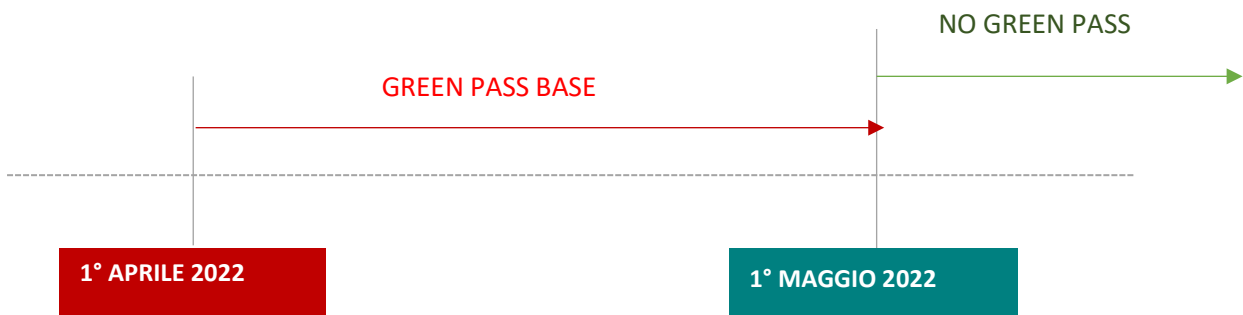 NO GREEN PASS
GREEN PASS BASE
1° APRILE 2022
1° MAGGIO 2022